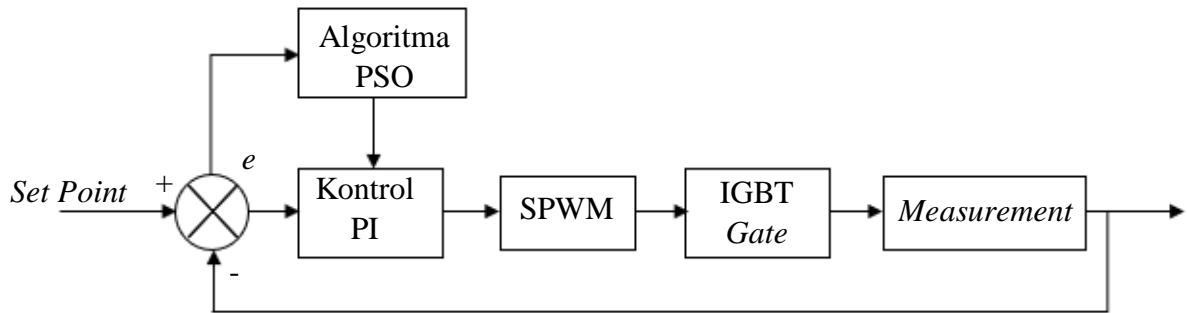 Algoritma
PSO
e
Set Point
+
Kontrol
PI
SPWM
IGBT
Gate
Measurement
-